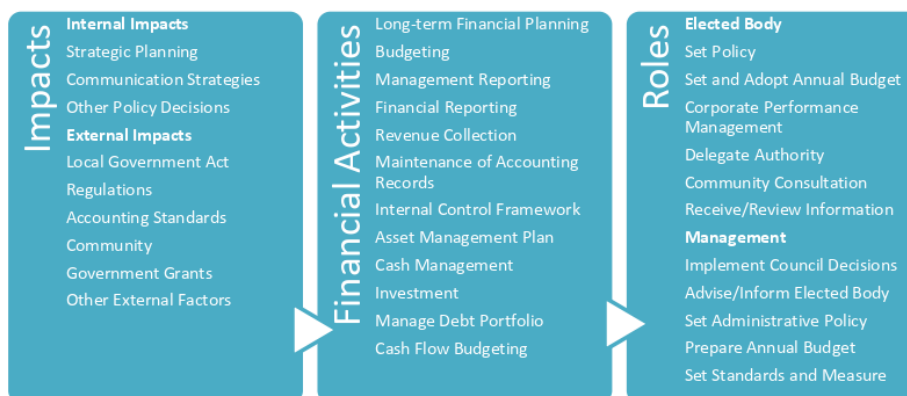 Impacts
Internal Impacts
Strategic Planning
Communication Strategies
Other Policy Decisions
External Impacts
Local Government Act
Regulations
Accounting Standards
Community
Government Grants
Other External Factors
Financial Activities
Long-term Financial Planning
Budgeting
Management Reporting
Financial Reporting
Revenue Collection
Maintenance of Accounting
Records
Internal Control Framework
Asset Management Plan
Cash Management
Investment
Manage Debt Portfolio
Cash Flow Budgeting
Roles
Elected Body
Set Policy
Set and Adopt Annual Budget
Corporate Performance
Management
Delegate Authority
Community Consultation
Receive/Review Information
Management
Implement Council Decisions
Advise/Inform Elected Body
Set Administrative Policy
Prepare Annual Budget
Set Standards and Measure